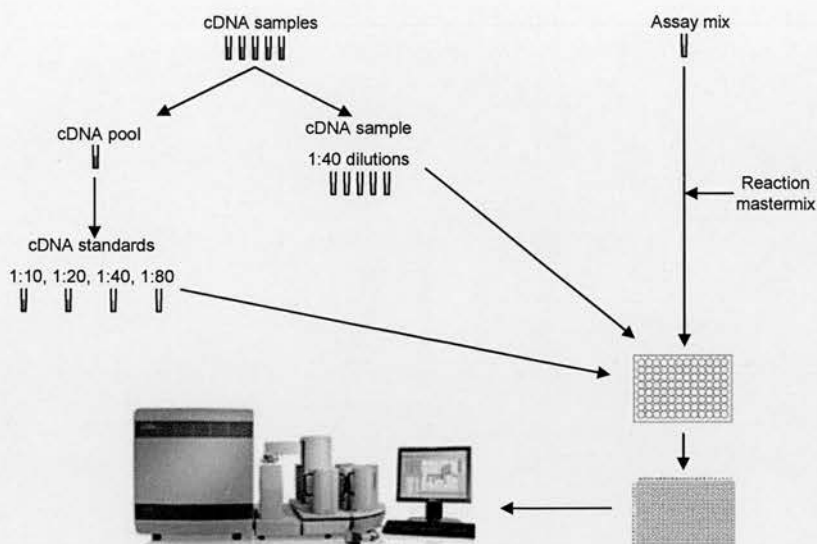 cDNA samples
Assay mix
cDNA pool
cDNA sample
1:40 dilutions
Reaction
mastermix
cDNA standards
1:10, 1:20, 1:40, 1:80